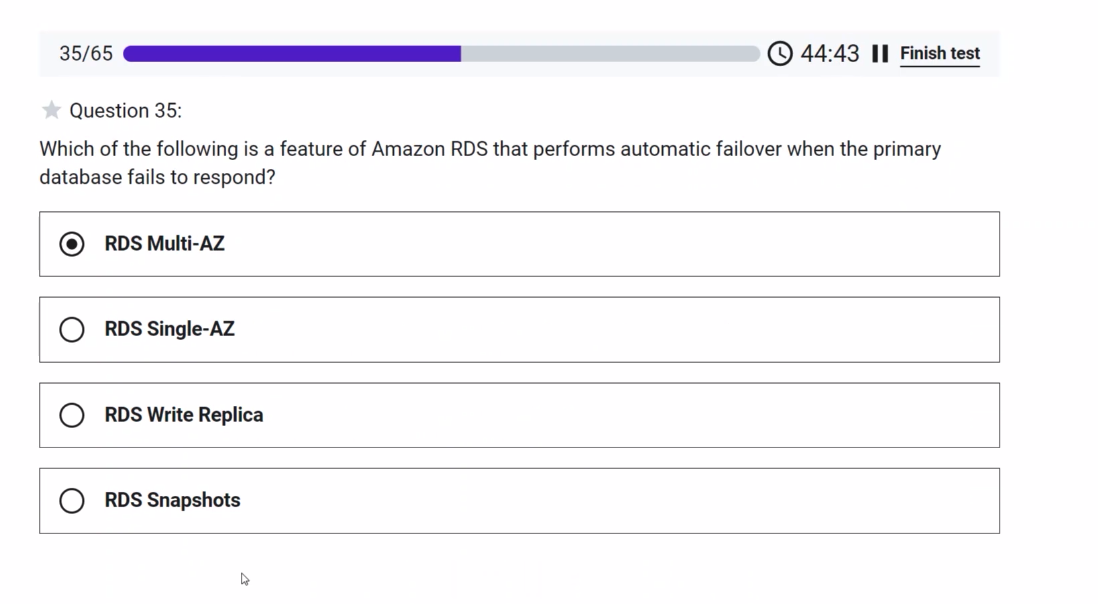 35/65 44:43 Finish test
Question 35:
Which of the following is a feature of Amazon RDS that performs automatic failover when the primary
database fails to respond?
RDS Multi-AZ
RDS Single-AZ
RDS Write Replica
RDS Snapshots